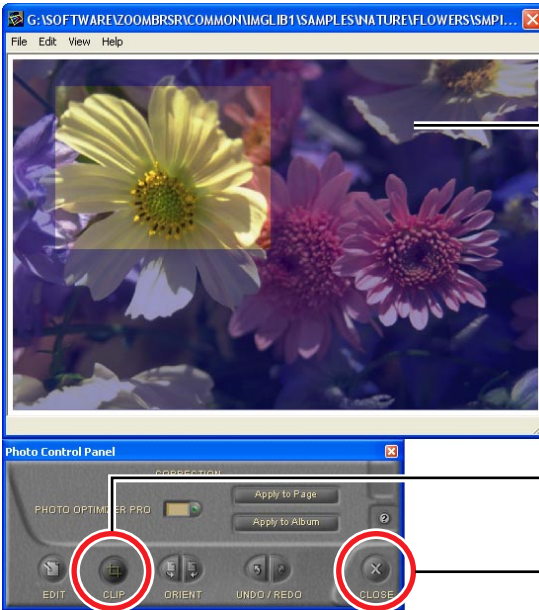 G:\SOFTWARE\ZOOMBRSR\COMMON\IMGLIB1\SAMPLES\NATURE\FLOWERS\SMPI...
File Edit View Help
Photo Control Panel
CORRECTION
PHOTO OPTIMIZER PRO
Apply to Page
Apply to Album
?
EDIT CLIP ORIENT UNDO / REDO CLOSE